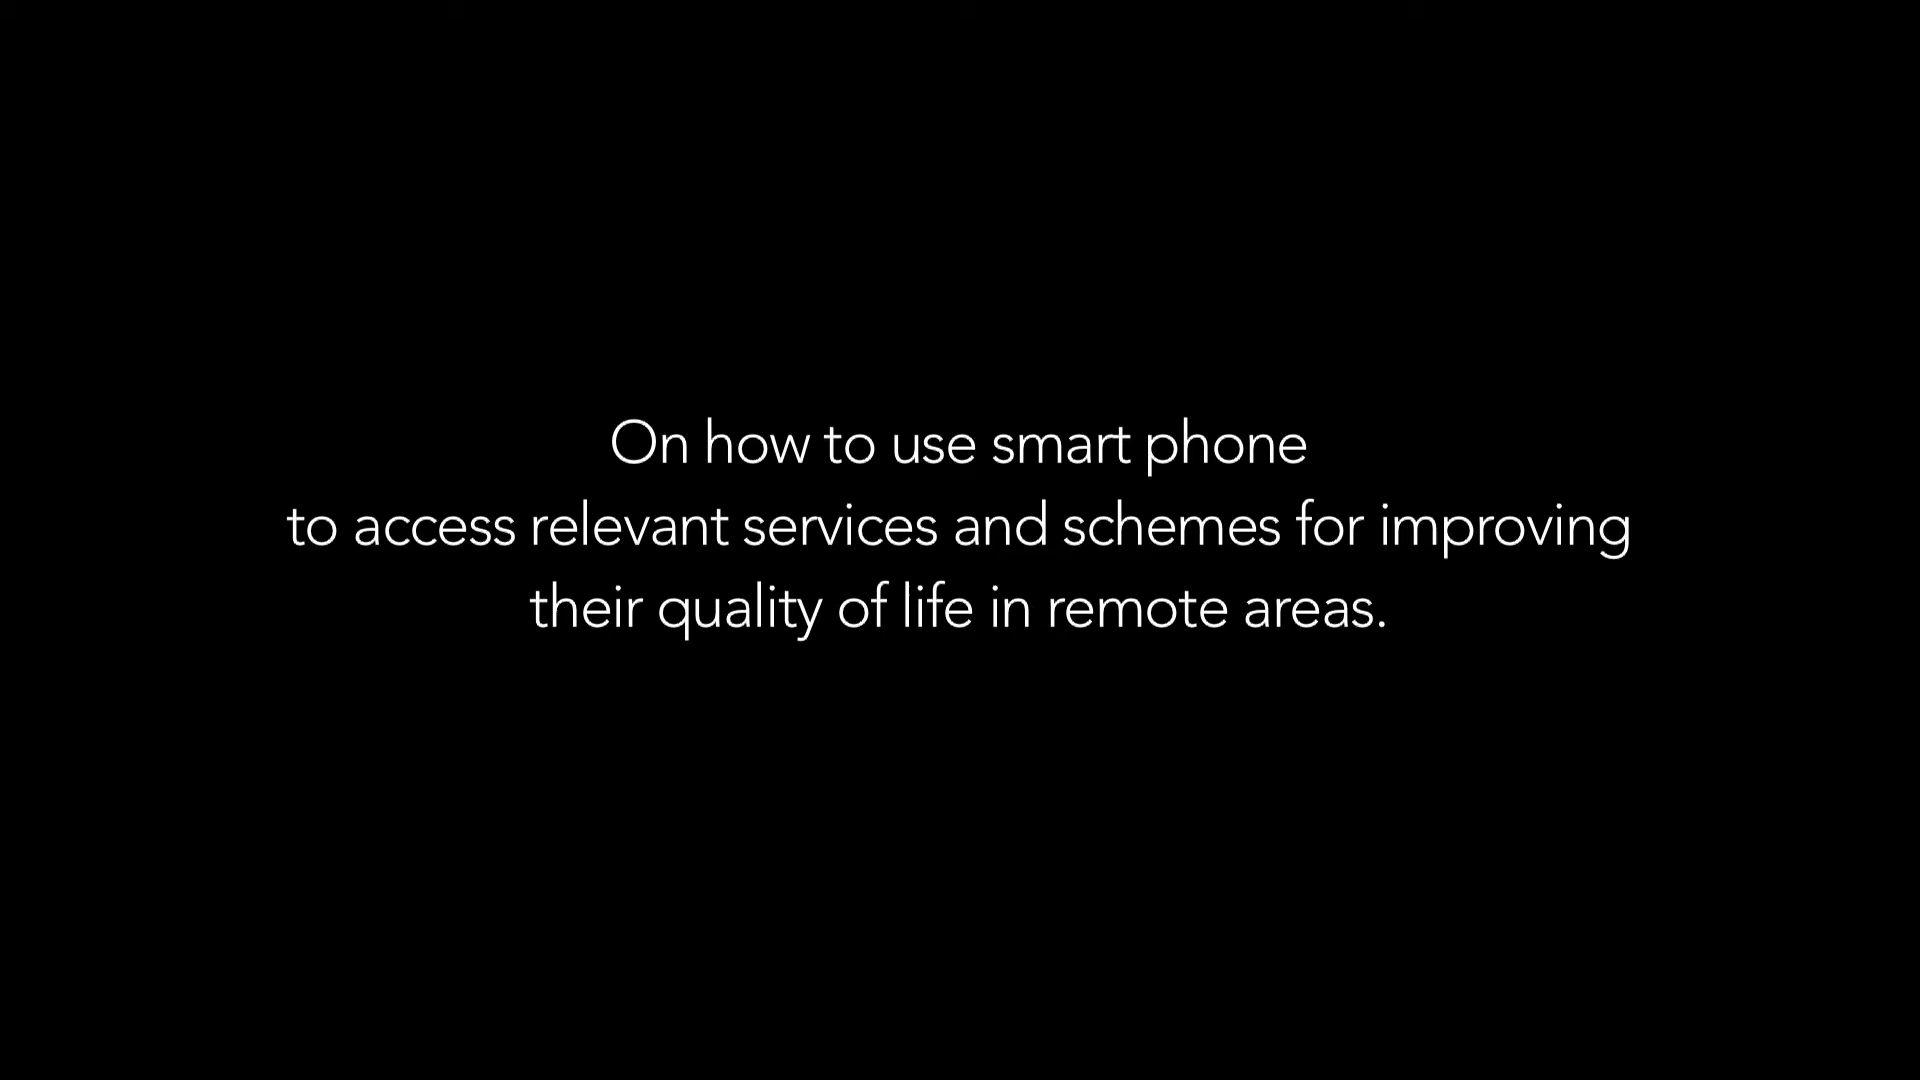 On how to use smart phone
to access relevant services and schemes for improving
their quality of life in remote areas.